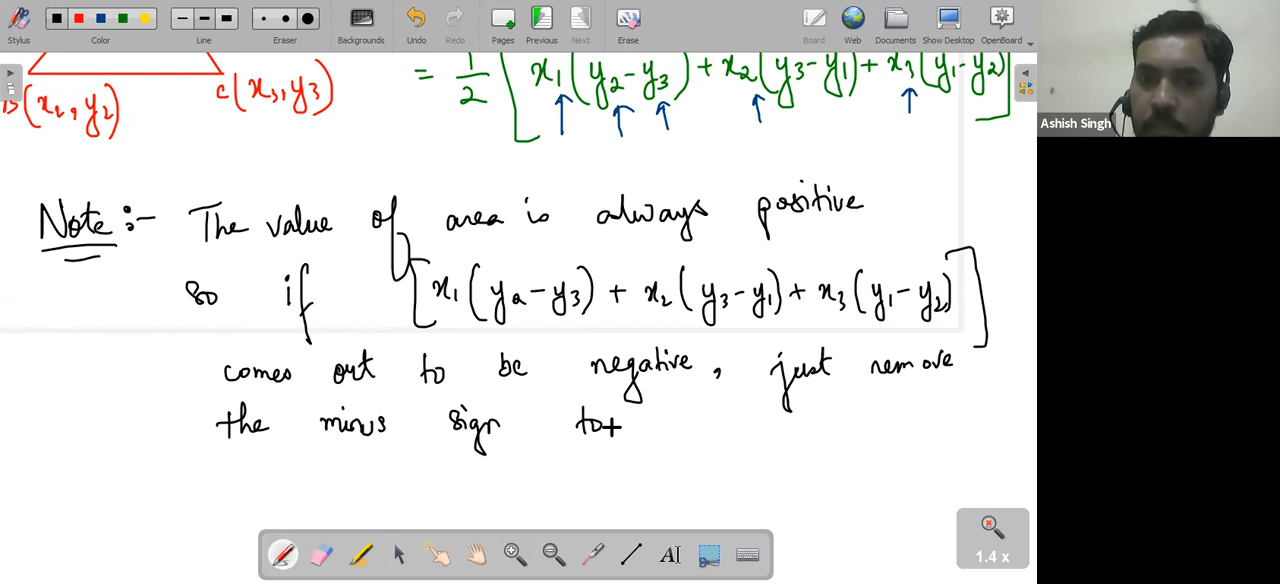 Stylus Color Line Eraser Backgrounds Undo Redo Pages Previous Next Erase Board Web Documents Show Desktop OpenBoard
= 1/2 [x₁(y₂-y₃)+x₂(y₃-y₁)+x₃(y₁-y₂)]
B(x₂,y₂) C(x₃,y₃)
Ashish Singh
Note:- The value of area is always positive
so if [x₁(y₂-y₃) + x₂(y₃-y₁)+x₃(y₁-y₂)]
comes out to be negative, just remove
the minus sign to
1.4 x